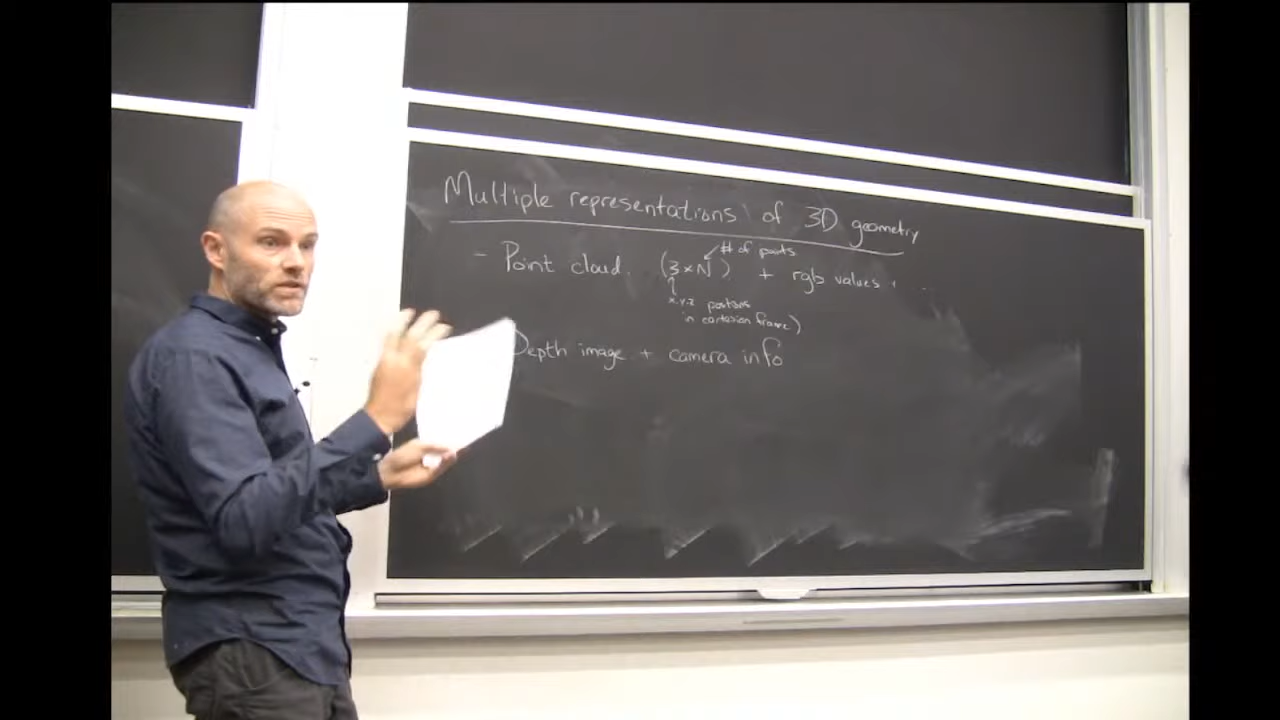 Multiple representations of 3D geometry
# of points
- Point cloud. (3×N) + rgb values + ...
x,y,z positions
in cartesian frame)
Depth image + camera info